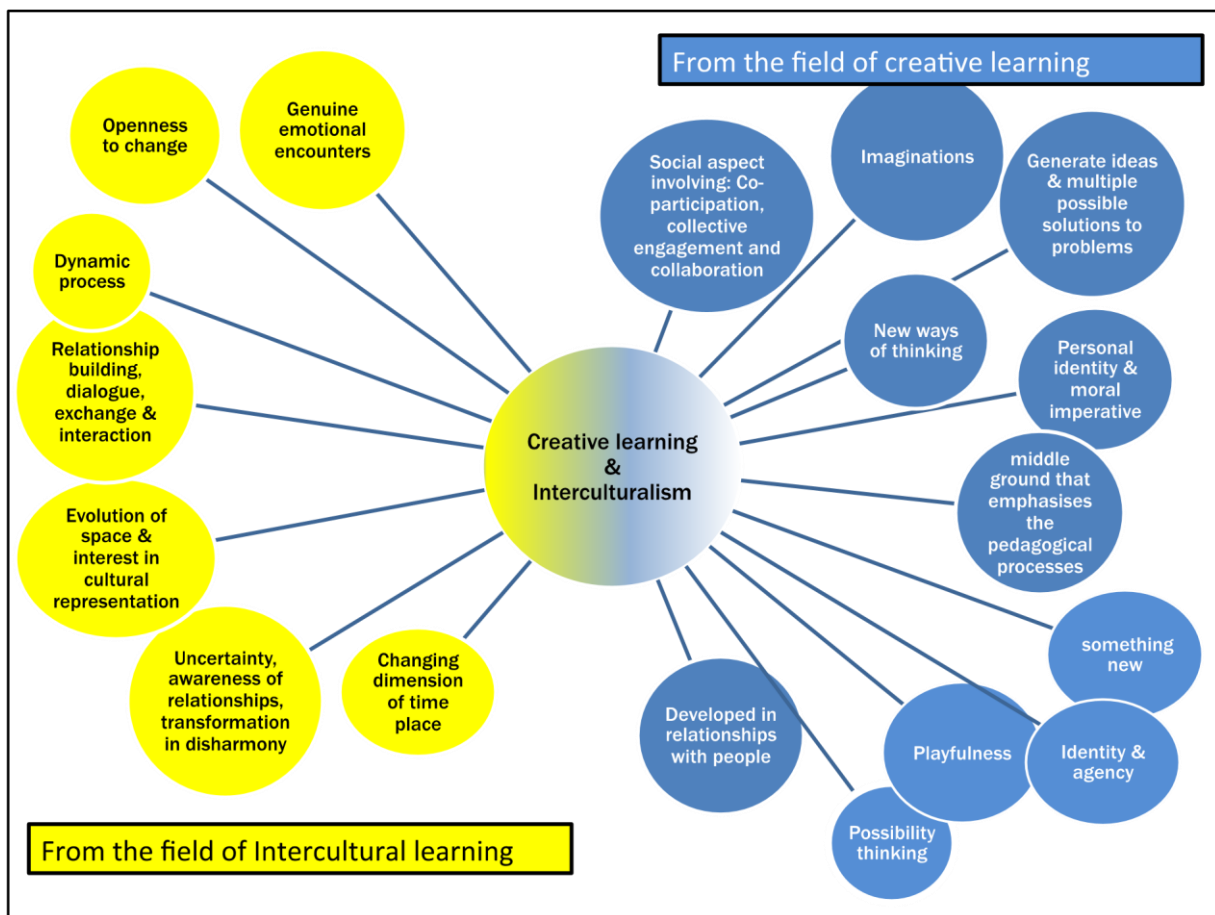 From the field of creative learning
Openness
to change
Genuine
emotional
encounters
Dynamic
process
Relationship
building,
dialogue,
exchange &
interaction
Evolution of
space &
interest in
cultural
representation
Uncertainty,
awareness of
relationships,
transformation
in disharmony
Changing
dimension
of time
place
Creative learning
&
Interculturalism
Social aspect
involving: Co-
participation,
collective
engagement and
collaboration
Imaginations
Generate ideas
& multiple
possible
solutions to
problems
New ways
of thinking
Personal
identity &
moral
imperative
middle
ground that
emphasises
the
pedagogical
processes
something
new
Identity &
agency
Playfulness
Possibility
thinking
Developed in
relationships
with people
From the field of Intercultural learning